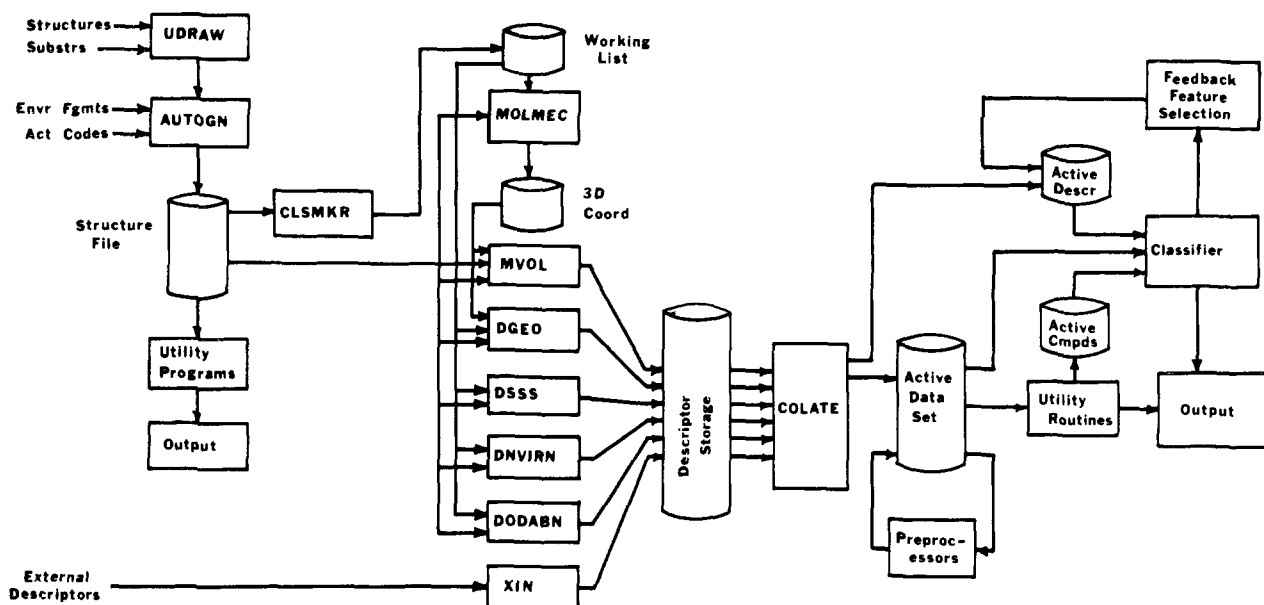 Structures
Substrs
UDRAW
Envr Fgmts
Act Codes
AUTOGN
Structure
File
CLSMKR
Utility
Programs
Output
Working
List
MOLMEC
3D
Coord
MVOL
DGEO
DSSS
DNVIRN
DODABN
External
Descriptors
XIN
Descriptor
Storage
COLATE
Active
Data
Set
Preproc-
essors
Feedback
Feature
Selection
Active
Descr
Classifier
Active
Cmpds
Utility
Routines
Output